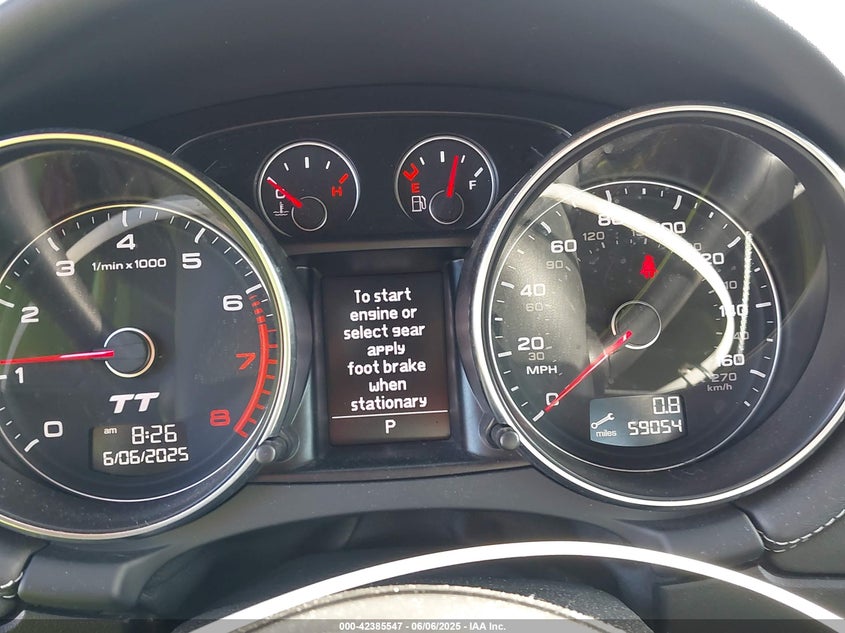 0
1
2
3
4
5
6
7
8
1/min x 1000
TT
am 8:26
6/06/2025
C
H
E
F
To start
engine or
select gear
apply
foot brake
when
stationary
P
0
20
30
40
60
60
90
80
120
100
120
140
160
270
MPH
km/h
0.8
miles 59054
000-42385547 - 06/06/2025 - IAA Inc.